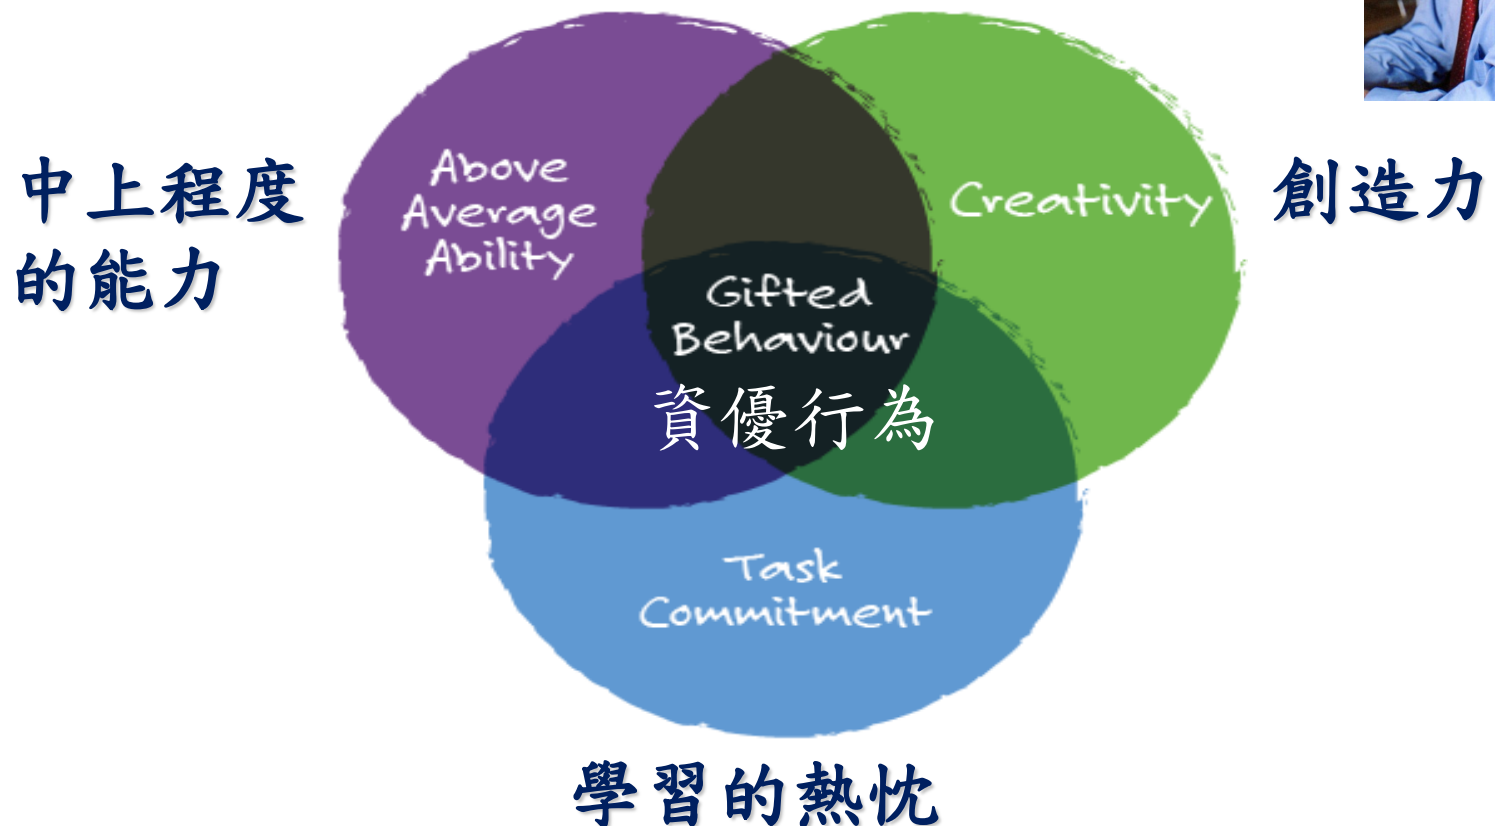 中上程度
的能力
Above
Average
Ability
Creativity
創造力
Gifted
Behaviour
資優行為
Task
Commitment
學習的熱忱